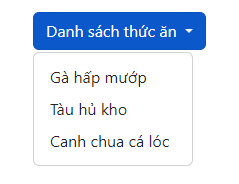 Danh sách thức ăn
Gà hấp mướp
Tàu hủ kho
Canh chua cá lóc